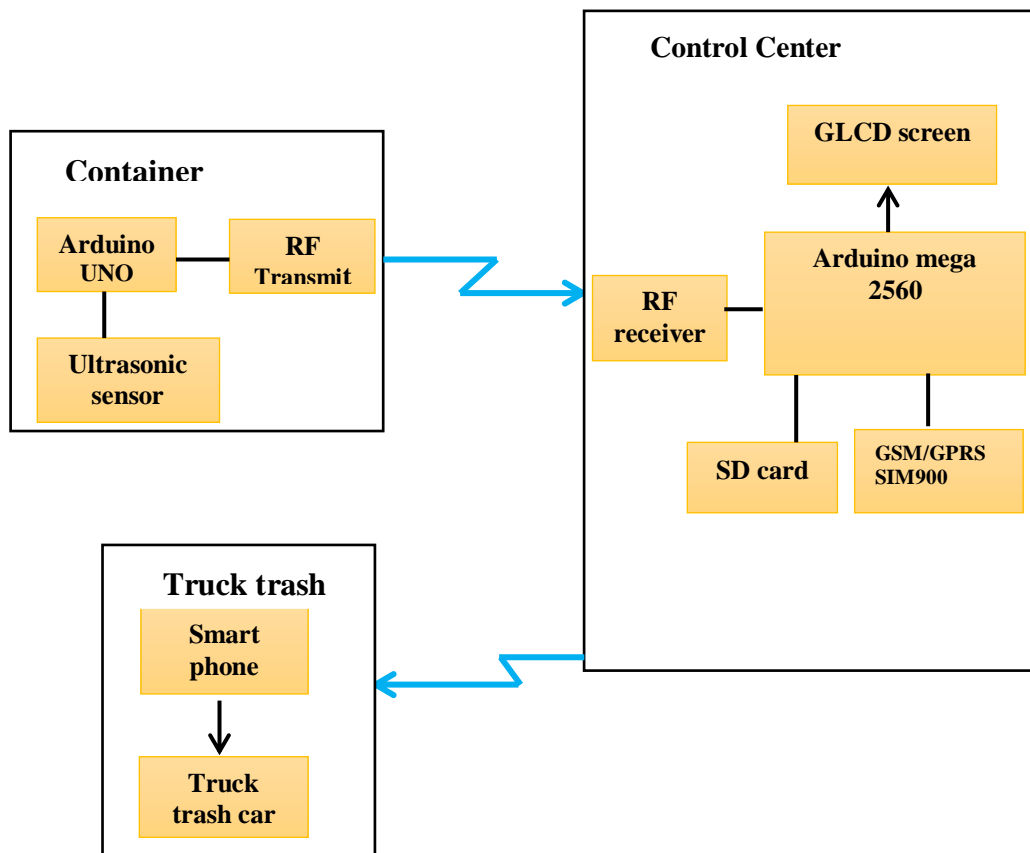 Control Center
GLCD screen
Arduino mega
2560
RF
receiver
SD card
GSM/GPRS
SIM900
Container
Arduino
UNO
RF
Transmit
Ultrasonic
sensor
Truck trash
Smart
phone
Truck
trash car